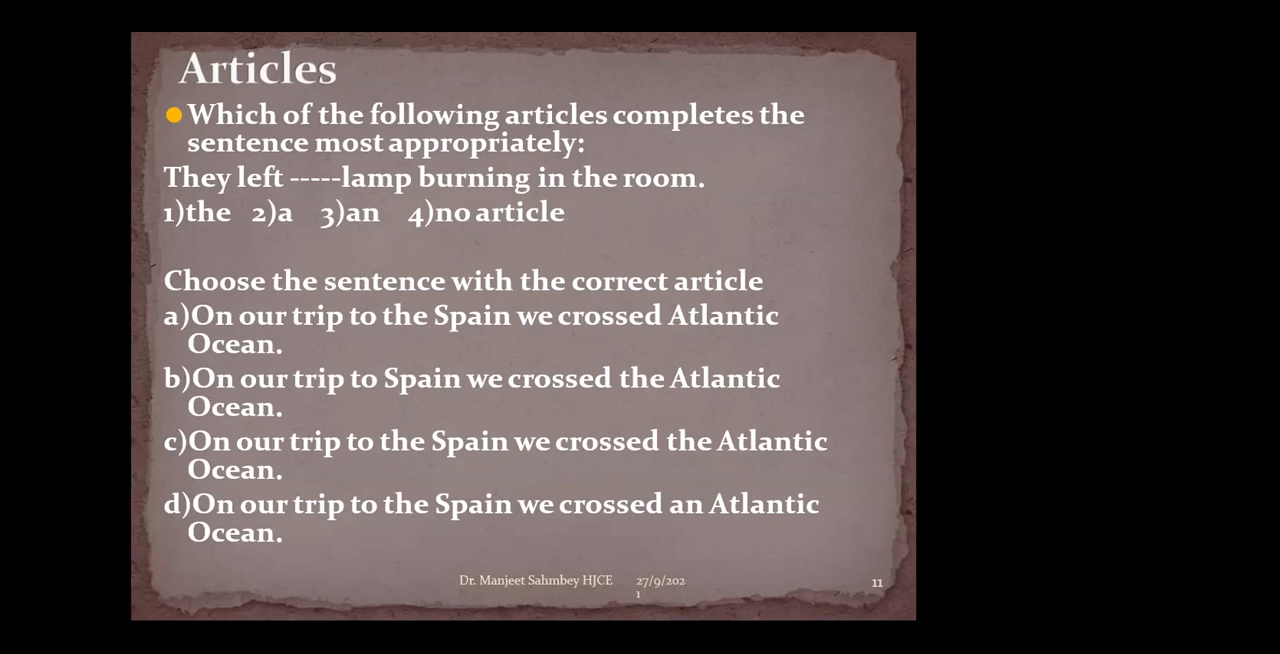 Articles
Which of the following articles completes the
sentence most appropriately:
They left -----lamp burning in the room.
1)the 2)a 3)an 4)no article
Choose the sentence with the correct article
a)On our trip to the Spain we crossed Atlantic
Ocean.
b)On our trip to Spain we crossed the Atlantic
Ocean.
c)On our trip to the Spain we crossed the Atlantic
Ocean.
d)On our trip to the Spain we crossed an Atlantic
Ocean.
Dr. Manjeet Sahmbey HJCE 27/9/202
1
11